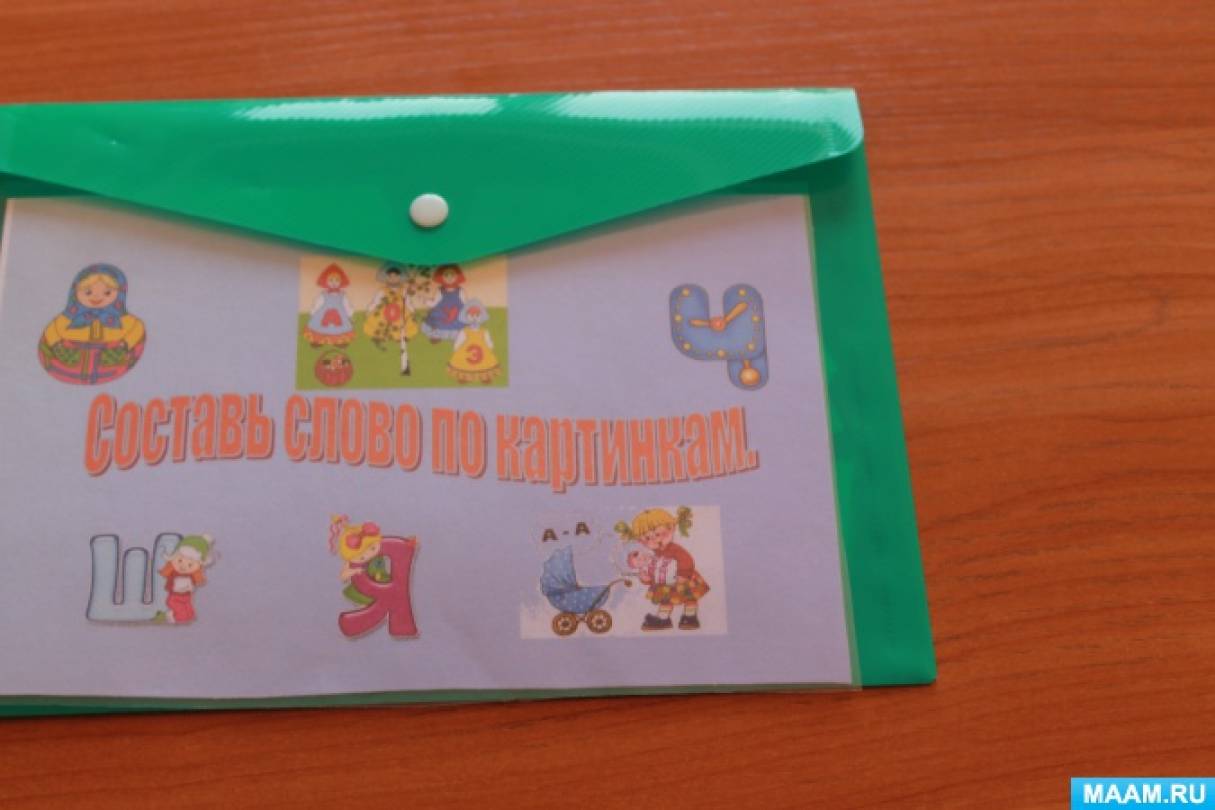 А О У
Э
Ч
Составь слово по картинкам.
Ш Я
А-А
MAAM.RU